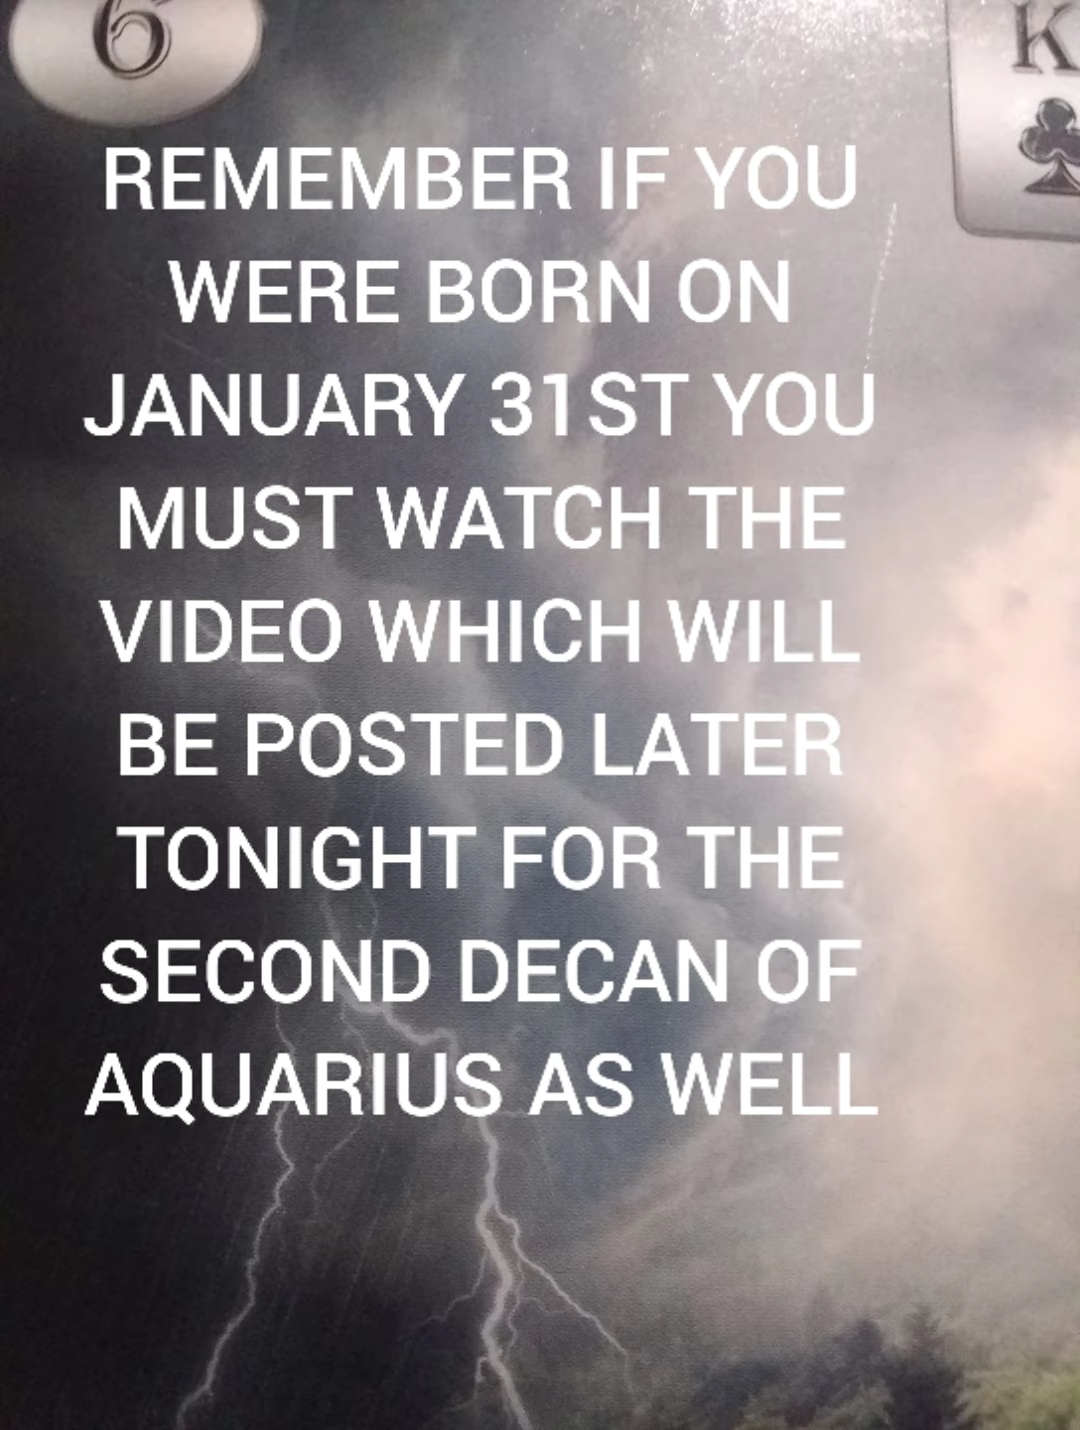 6
K
REMEMBER IF YOU
WERE BORN ON
JANUARY 31ST YOU
MUST WATCH THE
VIDEO WHICH WILL
BE POSTED LATER
TONIGHT FOR THE
SECOND DECAN OF
AQUARIUS AS WELL